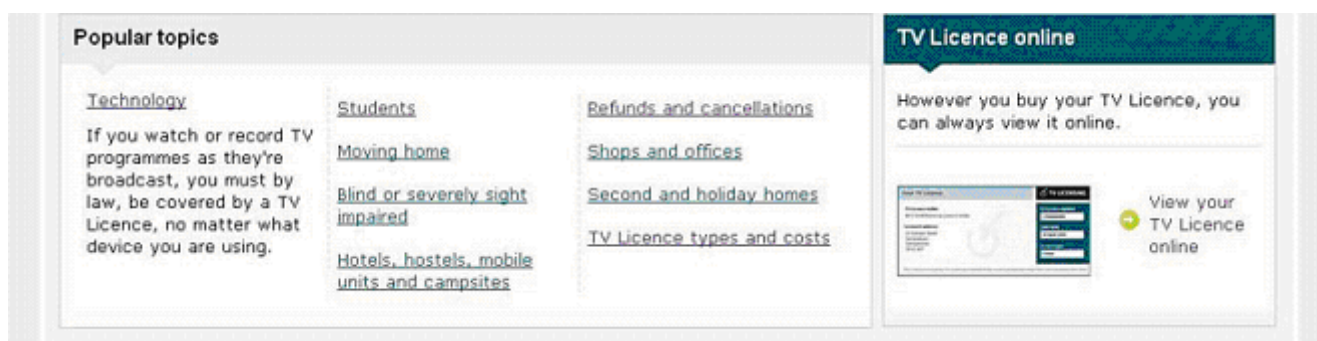 Popular topics
Technology
If you watch or record TV
programmes as they're
broadcast, you must by
law, be covered by a TV
Licence, no matter what
device you are using.
Students
Moving home
Blind or severely sight
impaired
Hotels, hostels, mobile
units and campsites
Refunds and cancellations
Shops and offices
Second and holiday homes
TV Licence types and costs
TV Licence online
However you buy your TV Licence, you
can always view it online.
TV LICENSING
View your
TV Licence
online